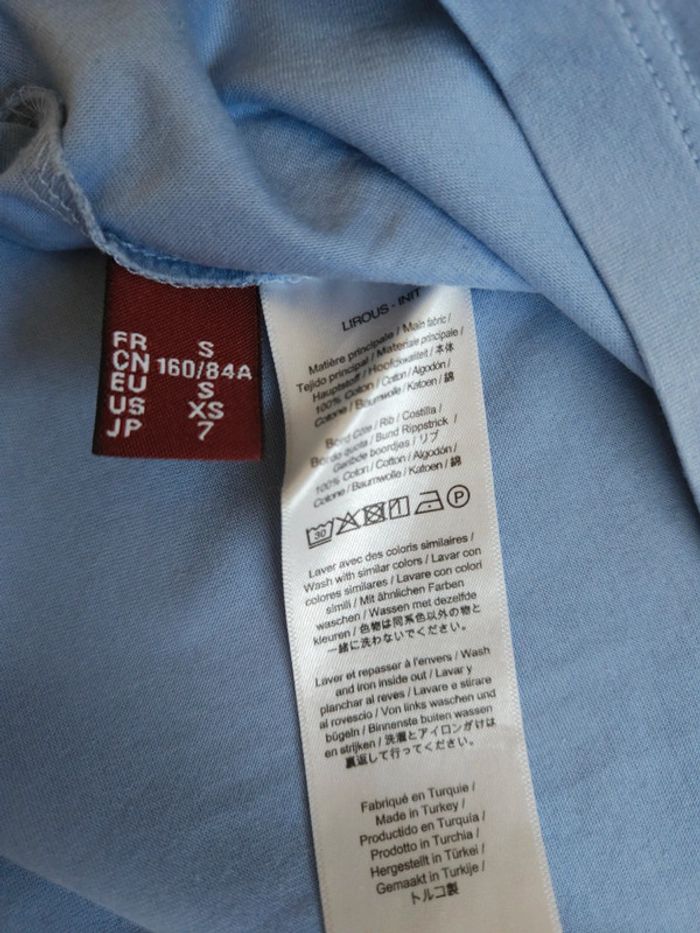 FR S
CN 160/84A
EU S
US XS
JP 7
LIROUS - INIT
Matière principale / Main fabric /
Tejido principal / Materiale principale /
Hauptstoff / Hoofdkwaliteit / 本体
100% Coton / Cotton / Algodón /
Cotone / Baumwolle / Katoen / 綿
Bord Côte / Rib / Costilla /
Bordo quota / Bund Rippstrick /
Geribde boordjes / リブ
100% Coton / Cotton / Algodón /
Cotone / Baumwolle / Katoen / 綿
30 P
Laver avec des coloris similaires /
Wash with similar colors / Lavar con
colores similares / Lavare con colori
simili / Mit ähnlichen Farben
waschen / Wassen met dezelfde
kleuren / 色物は同系色以外の物と
一緒に洗わないでください。
Laver et repasser à l'envers / Wash
and iron inside out / Lavar y
planchar al reves / Lavare e stirare
al rovescio / Von links waschen und
bügeln / Binnenste buiten wassen
en strijken / 洗濯とアイロンがけは
裏返して行ってください。
Fabriqué en Turquie /
Made in Turkey /
Productido en Turquía /
Prodotto in Turchia /
Hergestellt in Türkei /
Gemaakt in Turkije /
トルコ製